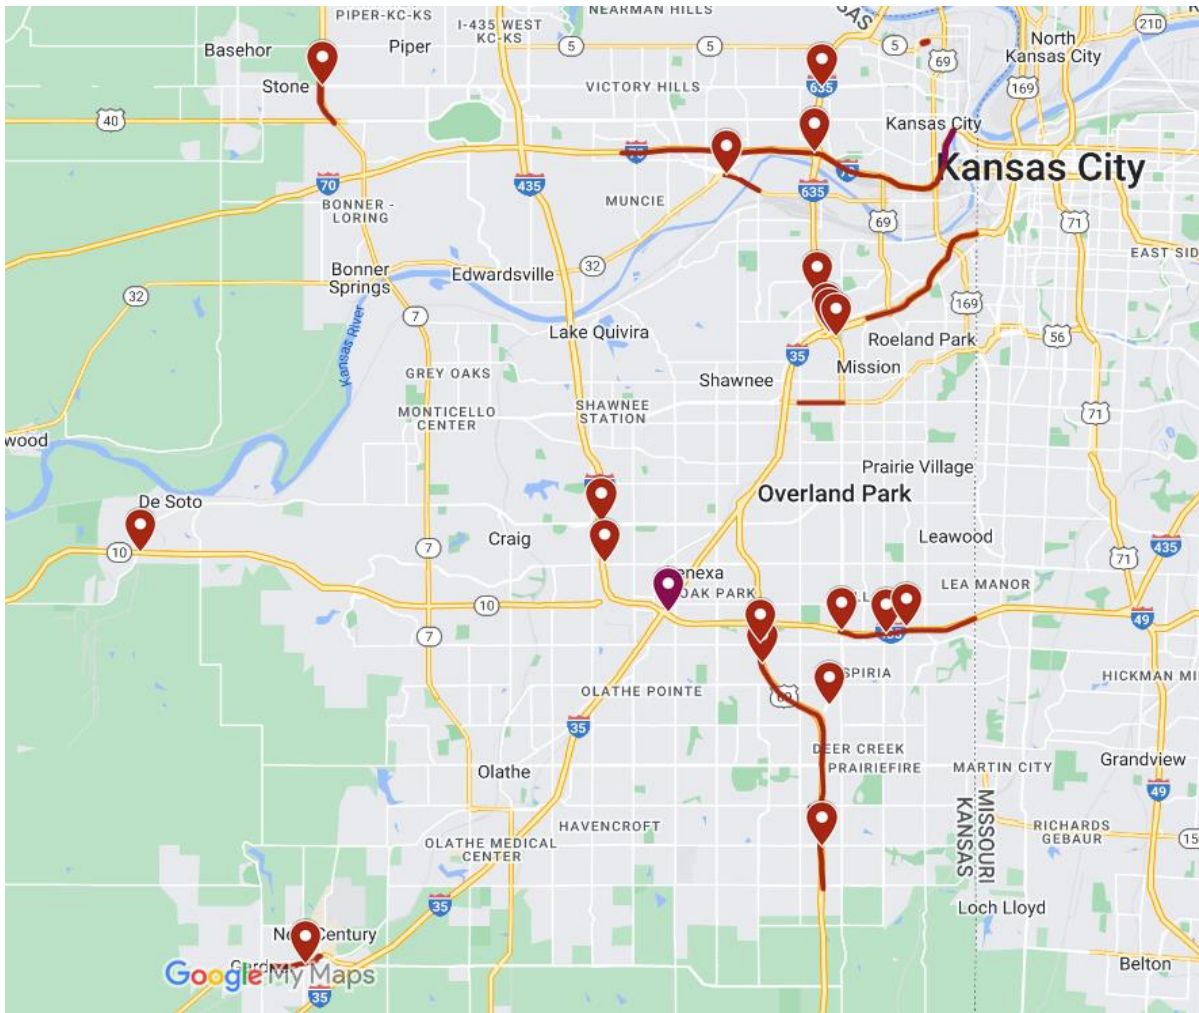 PIPER-KC-KS
I-435 WEST
KC-KS
NEARMAN HILLS
Basehor
Piper
5
5
5
69
North
Kansas City
210
Stone
VICTORY HILLS
635
169
40
Kansas City
Kansas City
70
435
635
69
71
BONNER -
LORING
MUNCIE
EAST SID
Bonner
Springs
Edwardsville
32
32
7
169
Kansas River
Lake Quivira
Roeland Park
56
35
Mission
GREY OAKS
Shawnee
MONTICELLO
CENTER
SHAWNEE
STATION
71
wood
Prairie Village
Overland Park
De Soto
Craig
Leawood
10
7
71
435
enexa
OAK PARK
LEA MANOR
10
49
7
OLATHE POINTE
SPIRIA
HICKMAN MI
35
DEER CREEK
PRAIRIEFIRE
MARTIN CITY
Grandview
Olathe
49
MISSOURI
KANSAS
HAVENCROFT
RICHARDS
GEBAUR
15
OLATHE MEDICAL
CENTER
35
Loch Lloyd
Century
Google My Maps
Belton
35